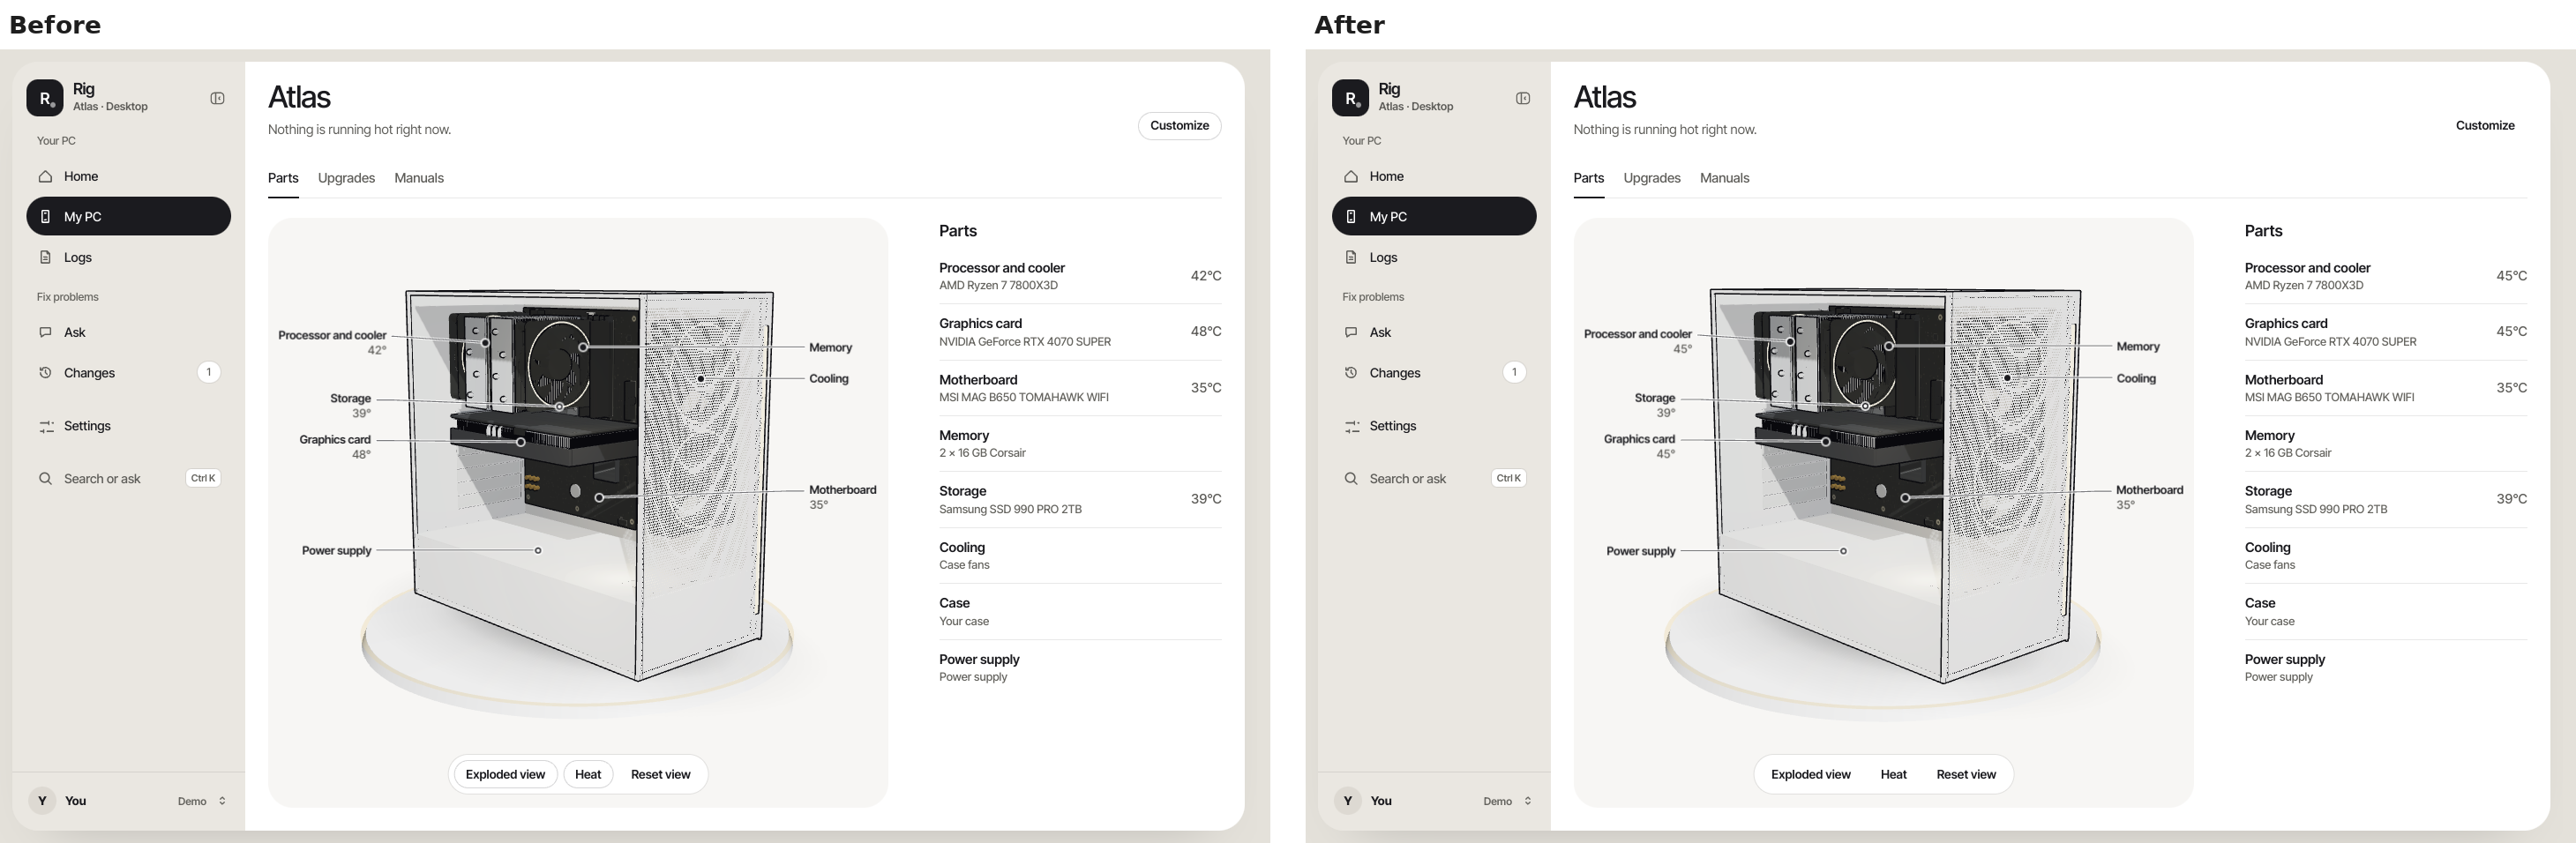 Before
R.
Rig
Atlas · Desktop
Your PC
Home
My PC
Logs
Fix problems
Ask
Changes
1
Settings
Search or ask
Ctrl K
Y
You
Demo
Atlas
Nothing is running hot right now.
Customize
Parts
Upgrades
Manuals
Processor and cooler
42°
Storage
39°
Graphics card
48°
Power supply
Memory
Cooling
Motherboard
35°
Exploded view
Heat
Reset view
Parts
Processor and cooler
42°C
AMD Ryzen 7 7800X3D
Graphics card
48°C
NVIDIA GeForce RTX 4070 SUPER
Motherboard
35°C
MSI MAG B650 TOMAHAWK WIFI
Memory
2 × 16 GB Corsair
Storage
39°C
Samsung SSD 990 PRO 2TB
Cooling
Case fans
Case
Your case
Power supply
Power supply
After
R.
Rig
Atlas · Desktop
Your PC
Home
My PC
Logs
Fix problems
Ask
Changes
1
Settings
Search or ask
Ctrl K
Y
You
Demo
Atlas
Nothing is running hot right now.
Customize
Parts
Upgrades
Manuals
Processor and cooler
45°
Storage
39°
Graphics card
45°
Power supply
Memory
Cooling
Motherboard
35°
Exploded view
Heat
Reset view
Parts
Processor and cooler
45°C
AMD Ryzen 7 7800X3D
Graphics card
45°C
NVIDIA GeForce RTX 4070 SUPER
Motherboard
35°C
MSI MAG B650 TOMAHAWK WIFI
Memory
2 × 16 GB Corsair
Storage
39°C
Samsung SSD 990 PRO 2TB
Cooling
Case fans
Case
Your case
Power supply
Power supply